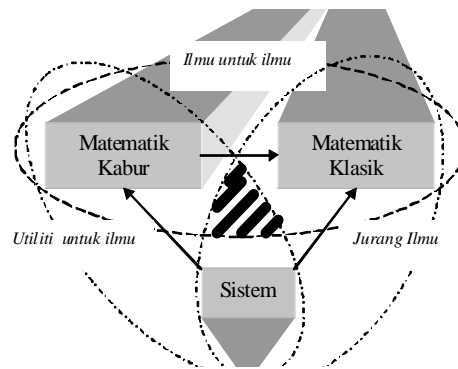 Ilmu untuk ilmu
Matematik
Kabur
Matematik
Klasik
Utiliti untuk ilmu
Jurang Ilmu
Sistem